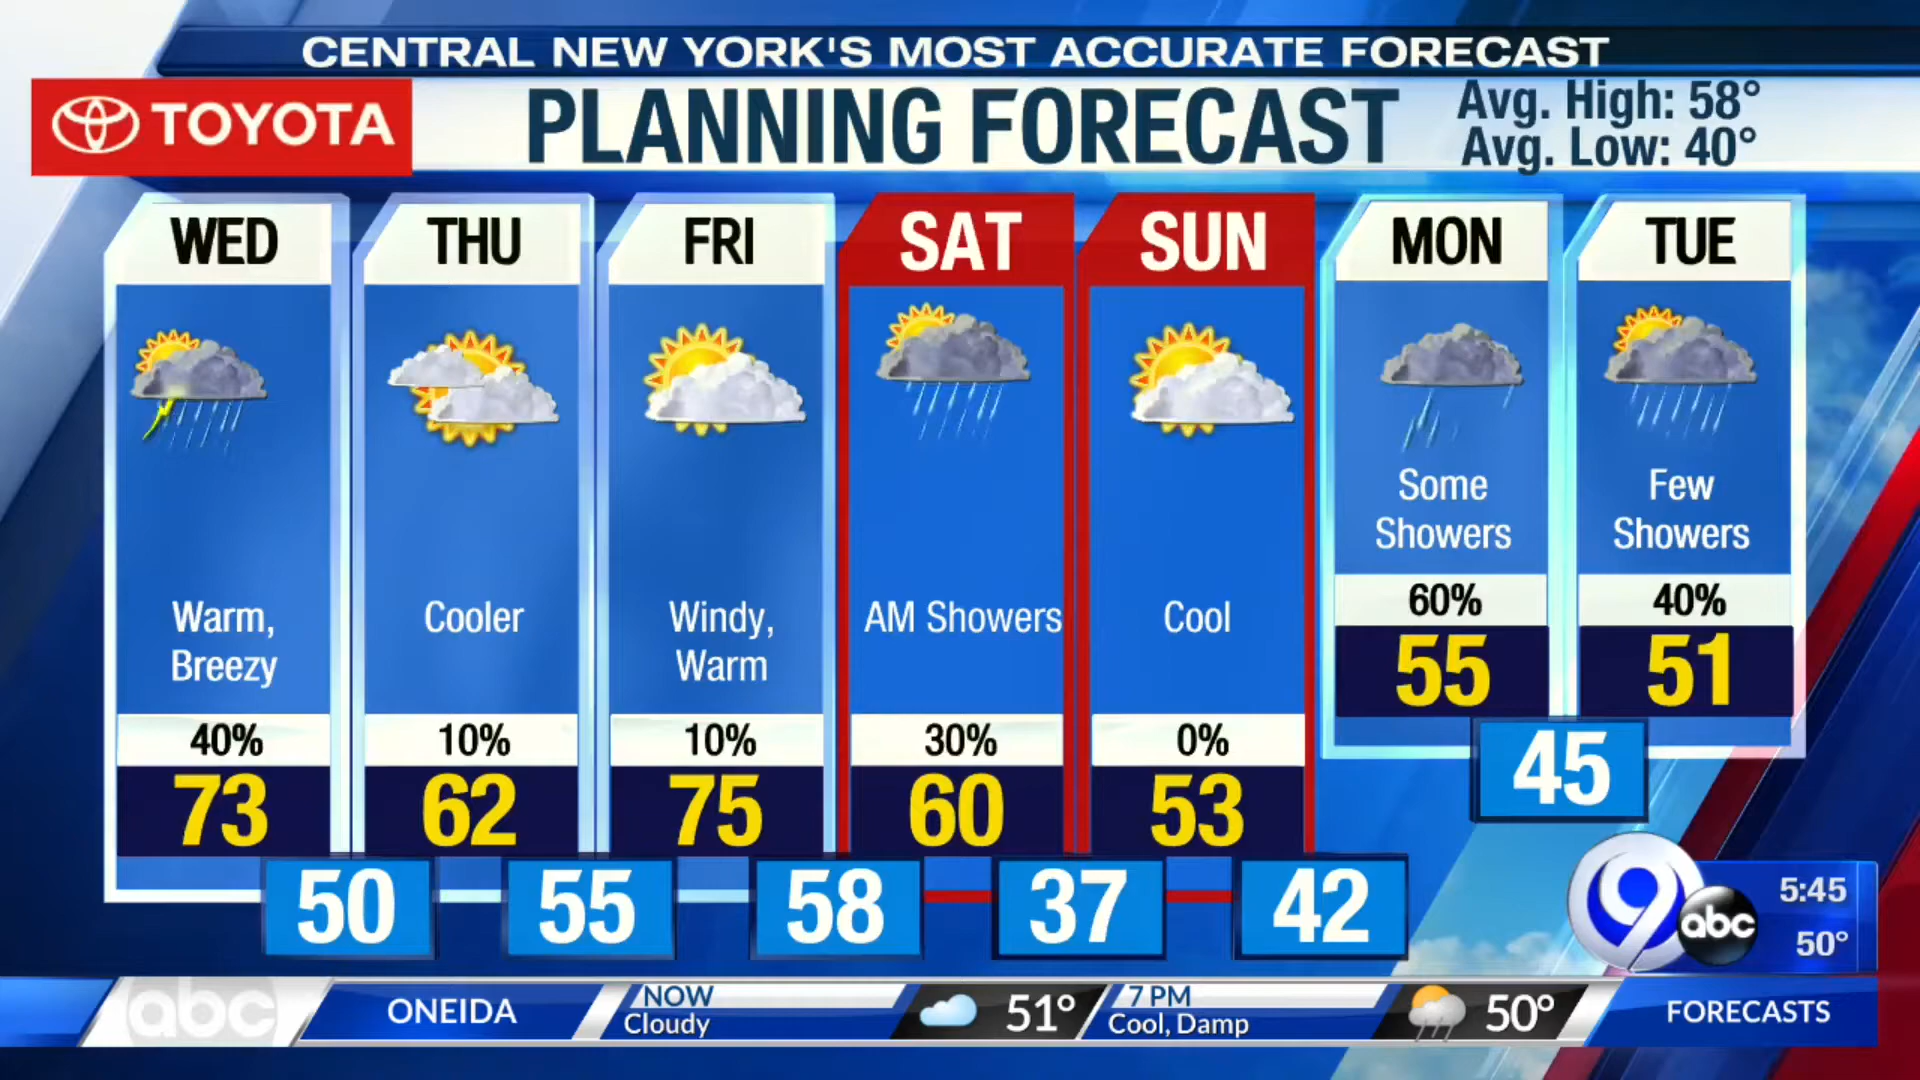 CENTRAL NEW YORK'S MOST ACCURATE FORECAST
TOYOTA
PLANNING FORECAST
Avg. High: 58°
Avg. Low: 40°
WED
THU
FRI
SAT
SUN
MON
TUE
Warm,
Breezy
Cooler
Windy,
Warm
AM Showers
Cool
Some
Showers
Few
Showers
40%
10%
10%
30%
0%
60%
40%
73
62
75
60
53
55
51
50
55
58
37
42
45
9
abc
5:45
50°
abc
ONEIDA
NOW
Cloudy
51°
7 PM
Cool, Damp
50°
FORECASTS